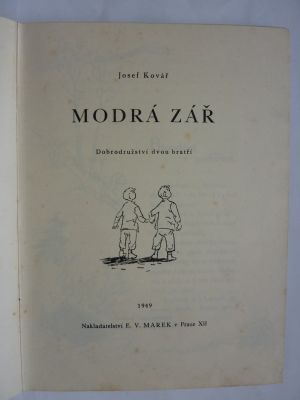 Josef Kovář
MODRÁ ZÁŘ
Dobrodružství dvou bratří
1949
Nakladatelství E. V. MAREK v Praze XII